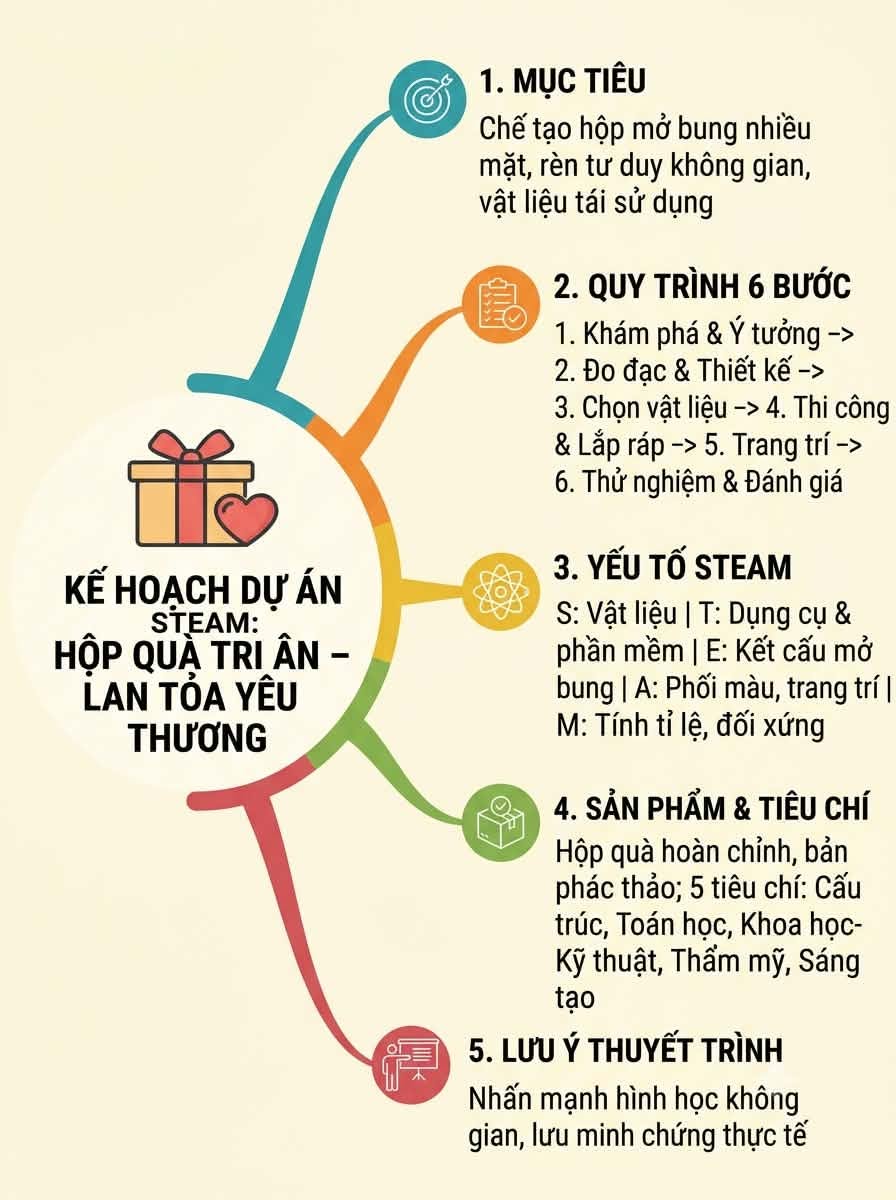 KẾ HOẠCH DỰ ÁN
STEAM:
HỘP QUÀ TRI ÂN –
LAN TỎA YÊU
THƯƠNG
1. MỤC TIÊU
Chế tạo hộp mở bung nhiều
mặt, rèn tư duy không gian,
vật liệu tái sử dụng
2. QUY TRÌNH 6 BƯỚC
1. Khám phá & Ý tưởng –>
2. Đo đạc & Thiết kế –>
3. Chọn vật liệu –> 4. Thi công
& Lắp ráp –> 5. Trang trí –>
6. Thử nghiệm & Đánh giá
3. YẾU TỐ STEAM
S: Vật liệu | T: Dụng cụ &
phần mềm | E: Kết cấu mở
bung | A: Phối màu, trang trí |
M: Tính tỉ lệ, đối xứng
4. SẢN PHẨM & TIÊU CHÍ
Hộp quà hoàn chỉnh, bản
phác thảo; 5 tiêu chí: Cấu
trúc, Toán học, Khoa học-
Kỹ thuật, Thẩm mỹ, Sáng
tạo
5. LƯU Ý THUYẾT TRÌNH
Nhấn mạnh hình học không
gian, lưu minh chứng thực tế